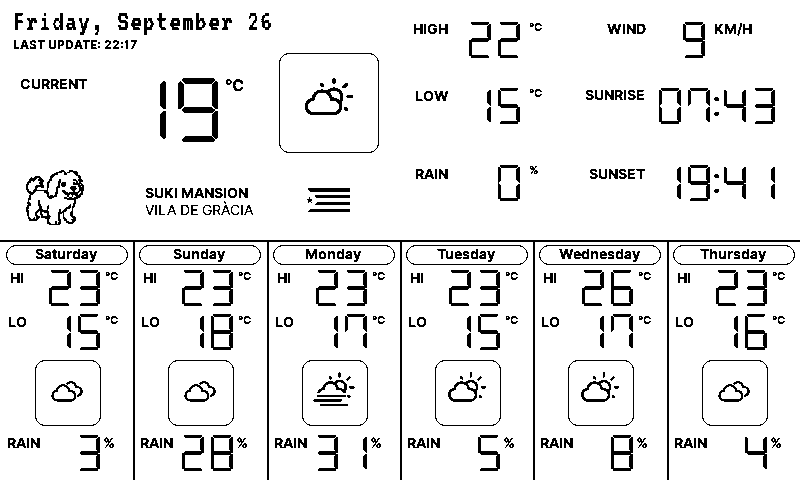 Friday, September 26
LAST UPDATE: 22:17
CURRENT 19 °C
SUKI MANSION
VILA DE GRÀCIA
HIGH 22 °C
WIND 9 KM/H
LOW 15 °C
SUNRISE 07:43
RAIN 0 %
SUNSET 19:41
Saturday
HI 23 °C
LO 15 °C
RAIN 3 %
Sunday
HI 23 °C
LO 18 °C
RAIN 28 %
Monday
HI 23 °C
LO 17 °C
RAIN 31 %
Tuesday
HI 23 °C
LO 15 °C
RAIN 5 %
Wednesday
HI 26 °C
LO 17 °C
RAIN 8 %
Thursday
HI 23 °C
LO 16 °C
RAIN 4 %